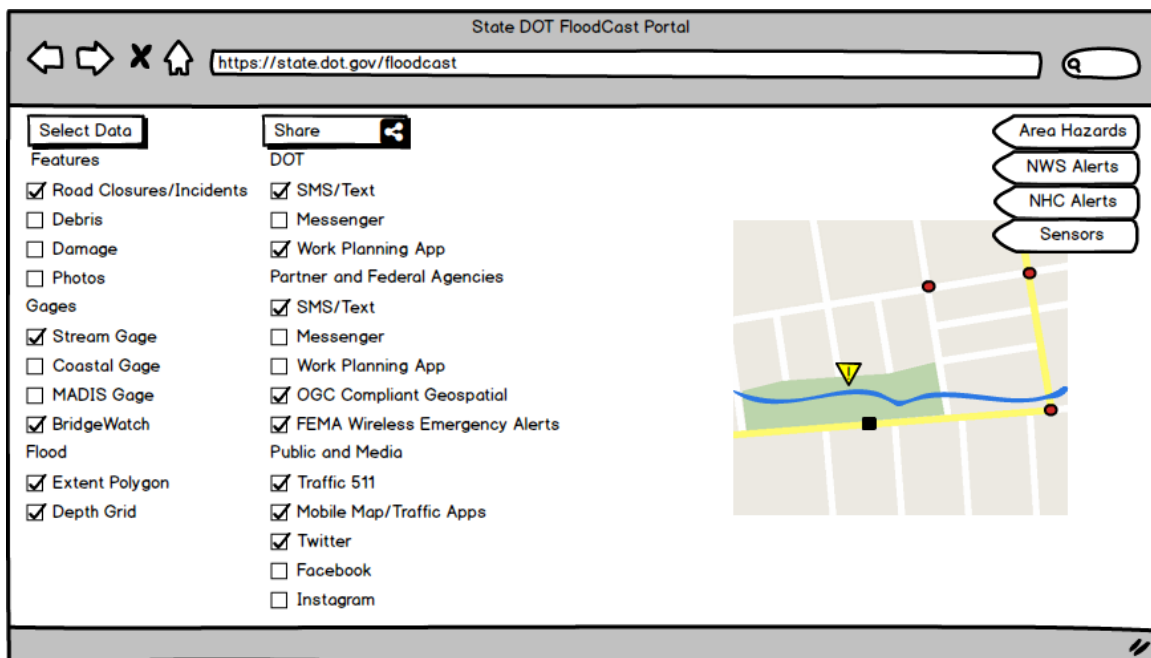 State DOT FloodCast Portal
https://state.dot.gov/floodcast
Select Data
Features
Road Closures/Incidents
Debris
Damage
Photos
Gages
Stream Gage
Coastal Gage
MADIS Gage
BridgeWatch
Flood
Extent Polygon
Depth Grid
Share
DOT
SMS/Text
Messenger
Work Planning App
Partner and Federal Agencies
SMS/Text
Messenger
Work Planning App
OGC Compliant Geospatial
FEMA Wireless Emergency Alerts
Public and Media
Traffic 511
Mobile Map/Traffic Apps
Twitter
Facebook
Instagram
Area Hazards
NWS Alerts
NHC Alerts
Sensors